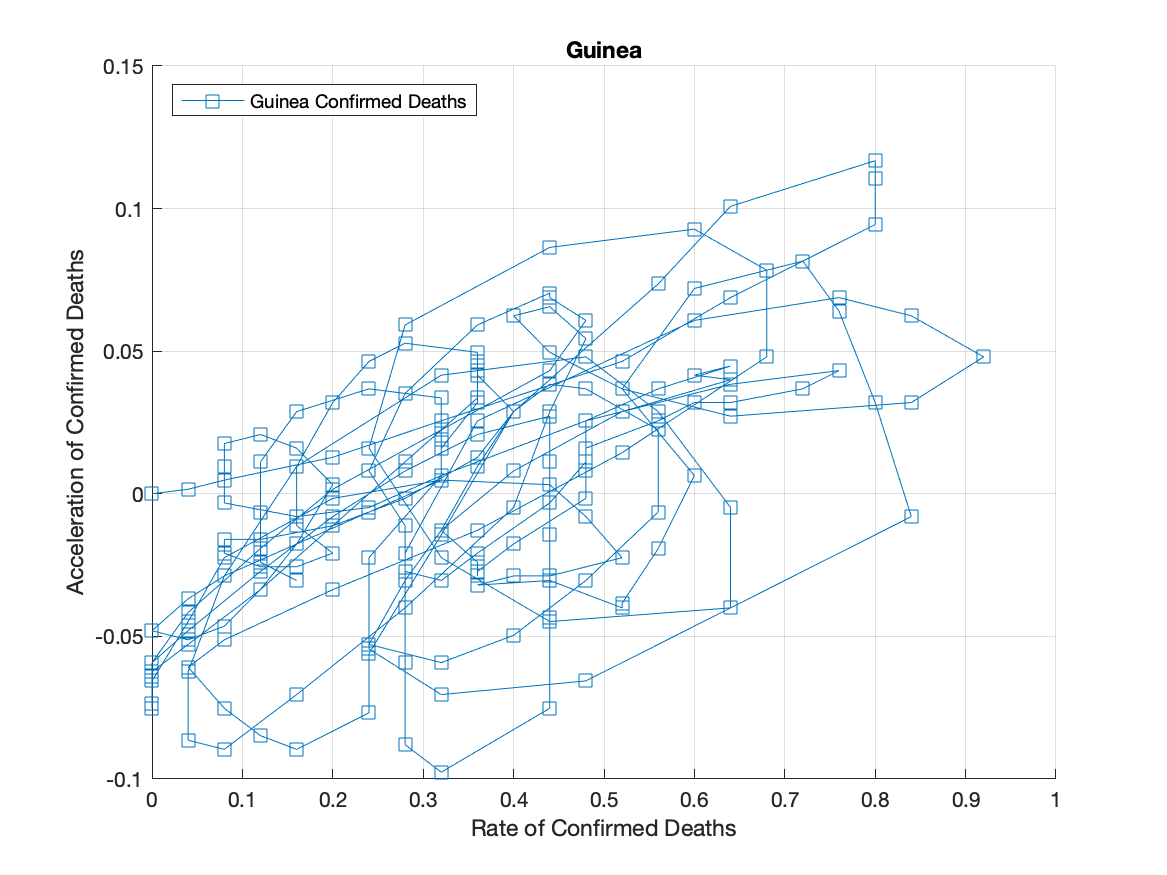 Guinea
0.15
Guinea Confirmed Deaths
0.1
0.05
0
-0.05
-0.1
Acceleration of Confirmed Deaths
0 0.1 0.2 0.3 0.4 0.5 0.6 0.7 0.8 0.9 1
Rate of Confirmed Deaths